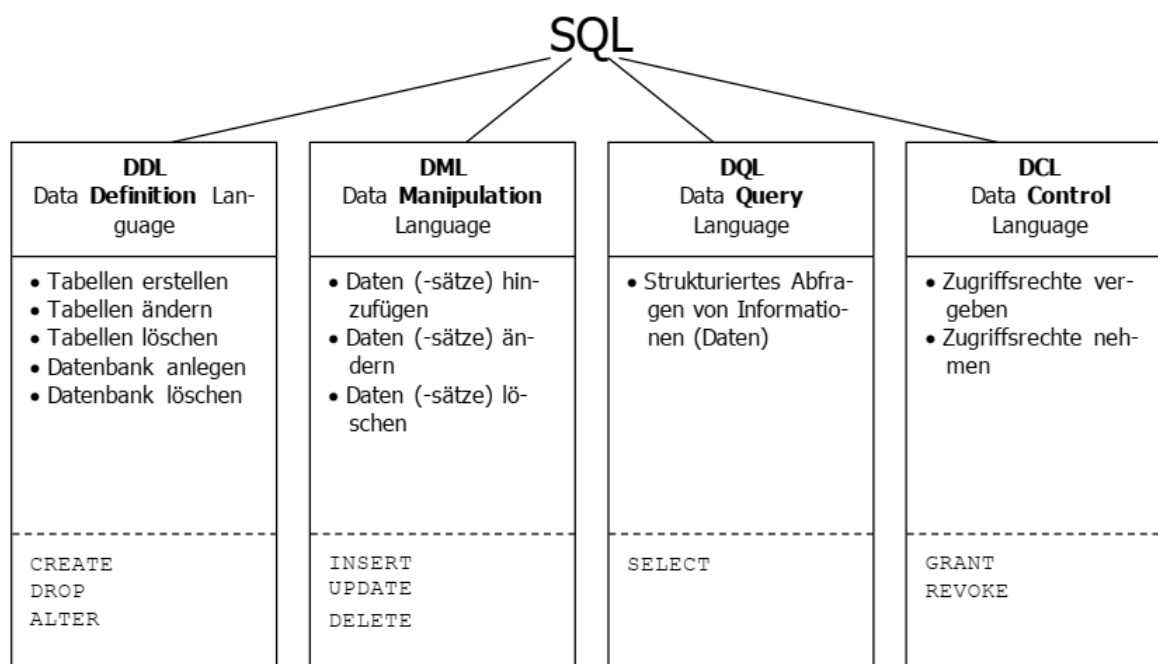 SQL
DDL
Data Definition Lan-
guage
• Tabellen erstellen
• Tabellen ändern
• Tabellen löschen
• Datenbank anlegen
• Datenbank löschen
CREATE
DROP
ALTER
DML
Data Manipulation
Language
• Daten (-sätze) hin-
zufügen
• Daten (-sätze) än-
dern
• Daten (-sätze) lö-
schen
INSERT
UPDATE
DELETE
DQL
Data Query
Language
• Strukturiertes Abfra-
gen von Informatio-
nen (Daten)
SELECT
DCL
Data Control
Language
• Zugriffsrechte ver-
geben
• Zugriffsrechte neh-
men
GRANT
REVOKE